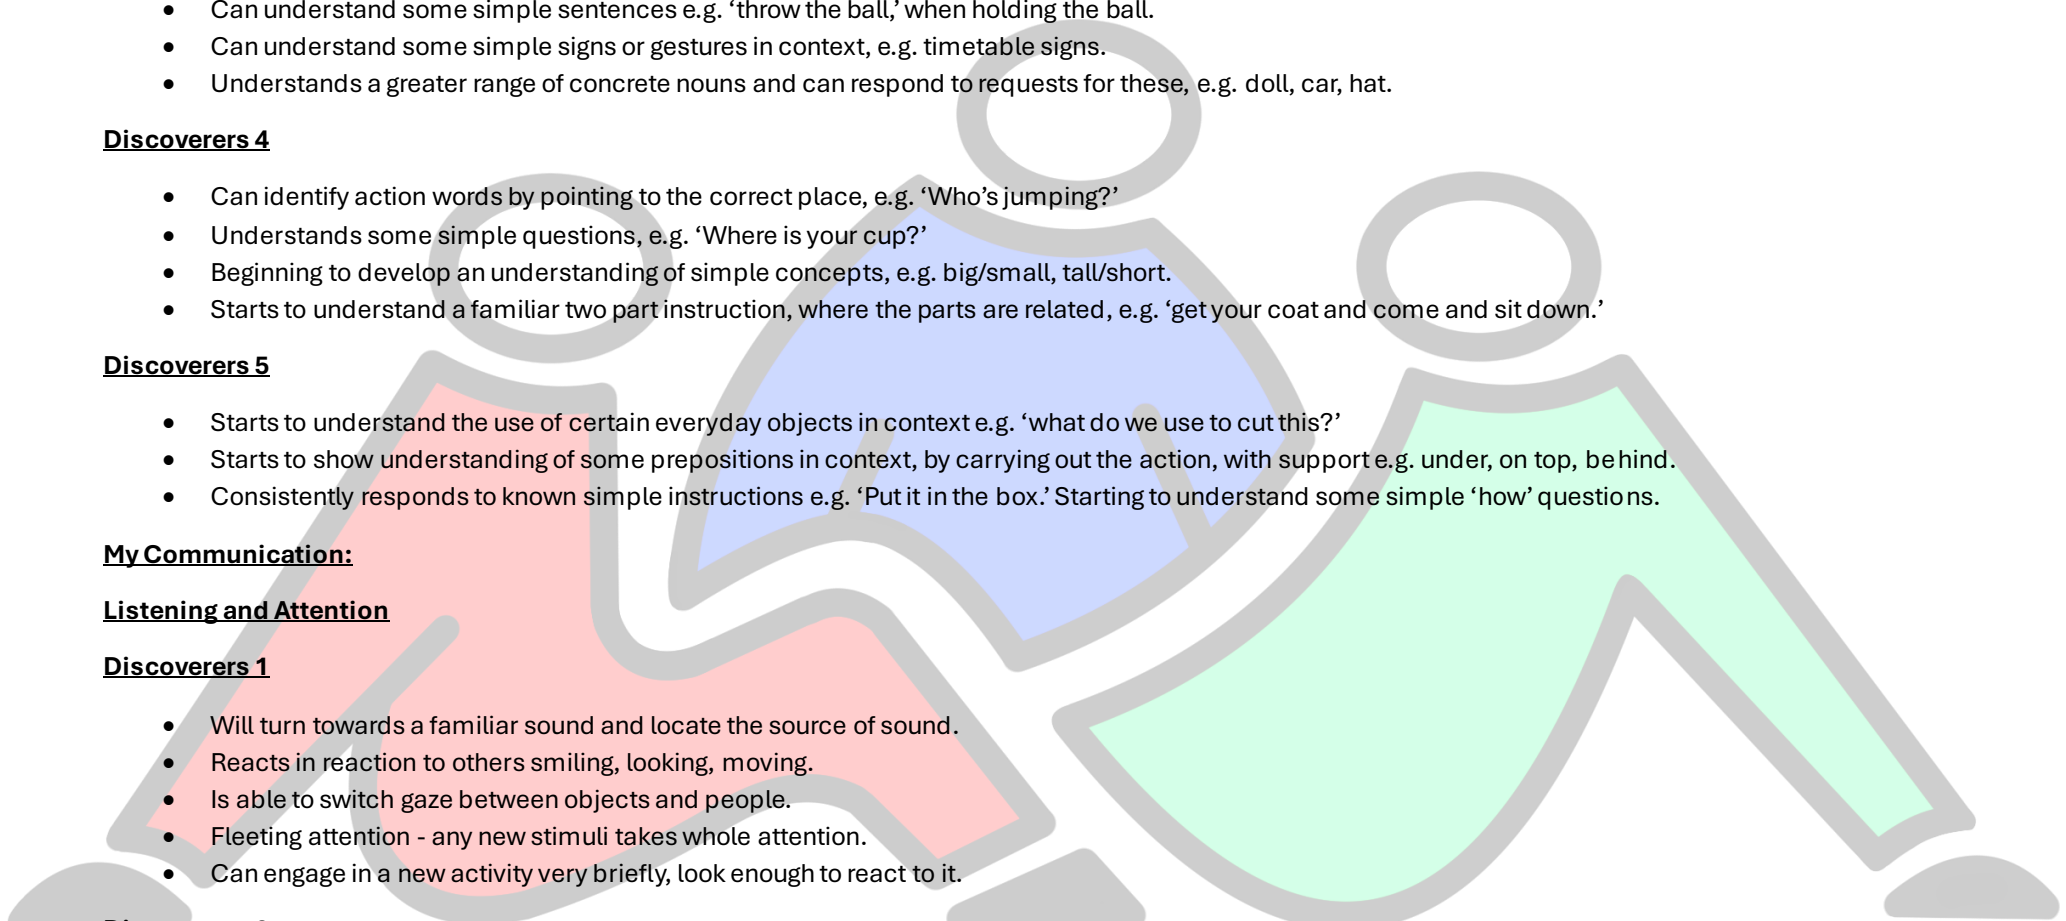 • Can understand some simple sentences e.g. ‘throw the ball,’ when holding the ball.
• Can understand some simple signs or gestures in context, e.g. timetable signs.
• Understands a greater range of concrete nouns and can respond to requests for these, e.g. doll, car, hat.
Discoverers 4
• Can identify action words by pointing to the correct place, e.g. ‘Who’s jumping?’
• Understands some simple questions, e.g. ‘Where is your cup?’
• Beginning to develop an understanding of simple concepts, e.g. big/small, tall/short.
• Starts to understand a familiar two part instruction, where the parts are related, e.g. ‘get your coat and come and sit down.’
Discoverers 5
• Starts to understand the use of certain everyday objects in context e.g. ‘what do we use to cut this?’
• Starts to show understanding of some prepositions in context, by carrying out the action, with support e.g. under, on top, behind.
• Consistently responds to known simple instructions e.g. ‘Put it in the box.’ Starting to understand some simple ‘how’ questions.
My Communication:
Listening and Attention
Discoverers 1
• Will turn towards a familiar sound and locate the source of sound.
• Reacts in reaction to others smiling, looking, moving.
• Is able to switch gaze between objects and people.
• Fleeting attention - any new stimuli takes whole attention.
• Can engage in a new activity very briefly, look enough to react to it.